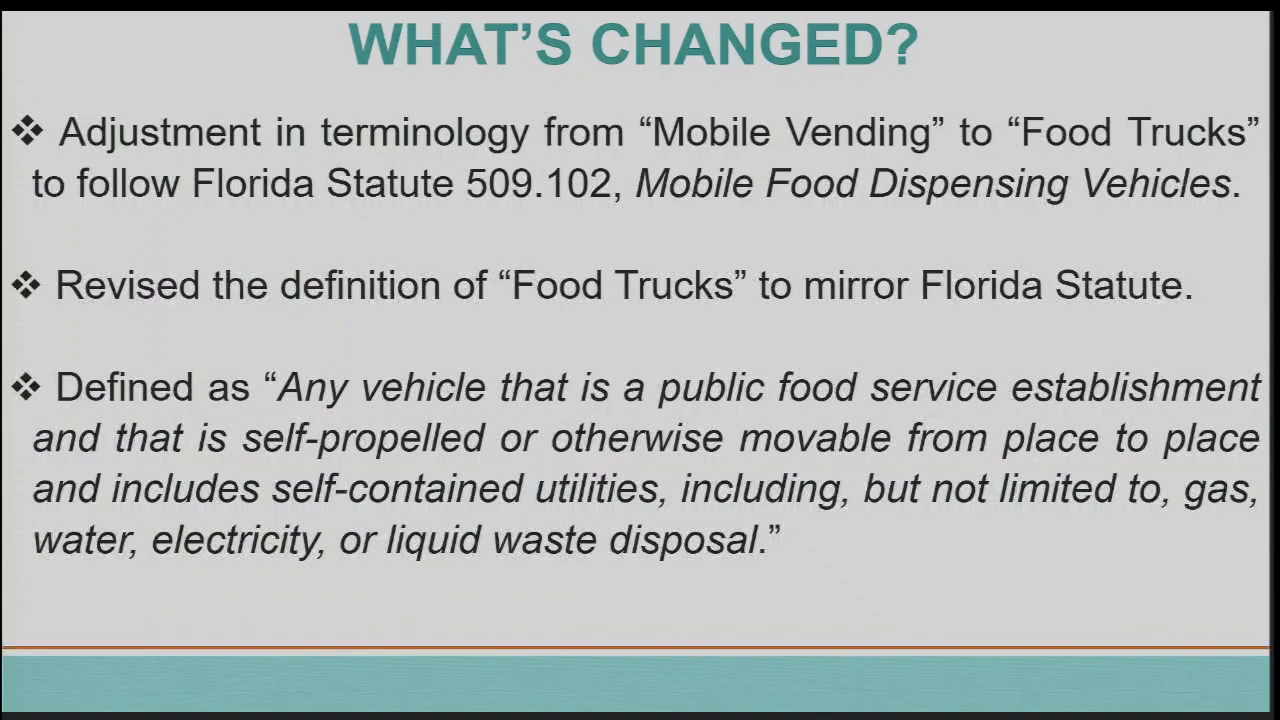 WHAT’S CHANGED?
❖ Adjustment in terminology from “Mobile Vending” to “Food Trucks”
to follow Florida Statute 509.102, Mobile Food Dispensing Vehicles.
❖ Revised the definition of “Food Trucks” to mirror Florida Statute.
❖ Defined as “Any vehicle that is a public food service establishment
and that is self-propelled or otherwise movable from place to place
and includes self-contained utilities, including, but not limited to, gas,
water, electricity, or liquid waste disposal.”